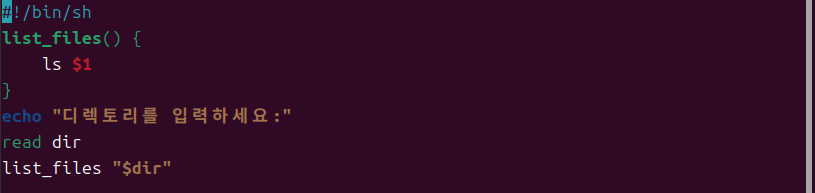 #!/bin/sh
list_files() {
    ls $1
}
echo "디렉토리를 입력하세요:"
read dir
list_files "$dir"